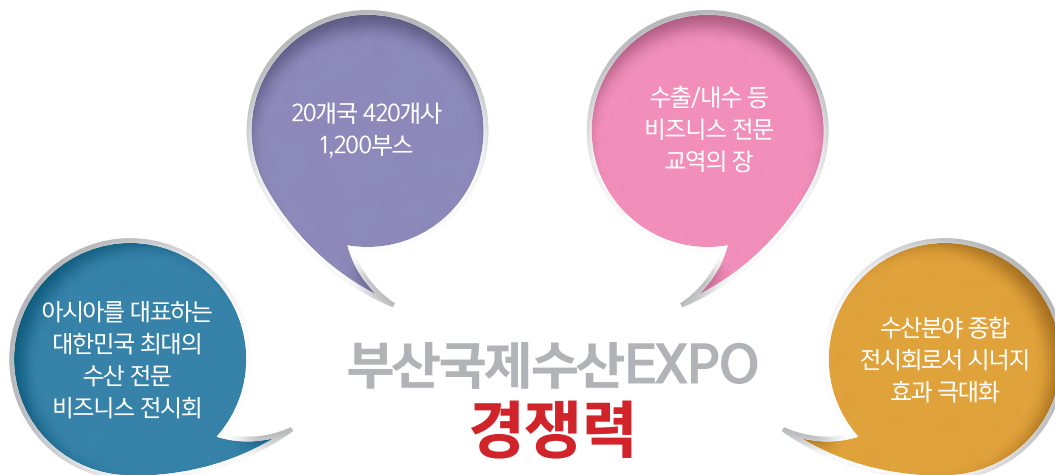 20개국 420개사
1,200부스
수출/내수 등
비즈니스 전문
교역의 장
아시아를 대표하는
대한민국 최대의
수산 전문
비즈니스 전시회
수산분야 종합
전시회로서 시너지
효과 극대화
부산국제수산EXPO
경쟁력